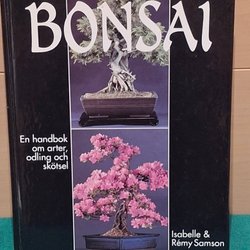 BONSAI
En handbok
om arter,
odling och
skötsel
Isabelle &
Rémy Samson